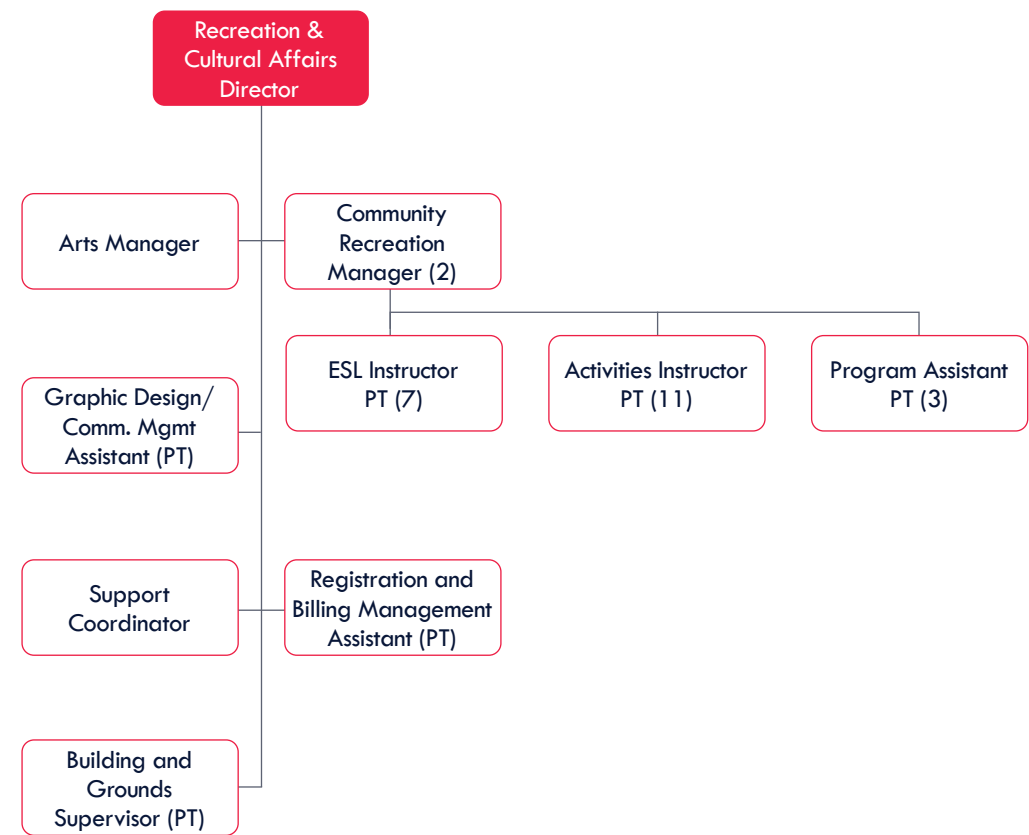 Recreation &
Cultural Affairs
Director
Arts Manager
Community
Recreation
Manager (2)
ESL Instructor
PT (7)
Activities Instructor
PT (11)
Program Assistant
PT (3)
Graphic Design/
Comm. Mgmt
Assistant (PT)
Support
Coordinator
Registration and
Billing Management
Assistant (PT)
Building and
Grounds
Supervisor (PT)